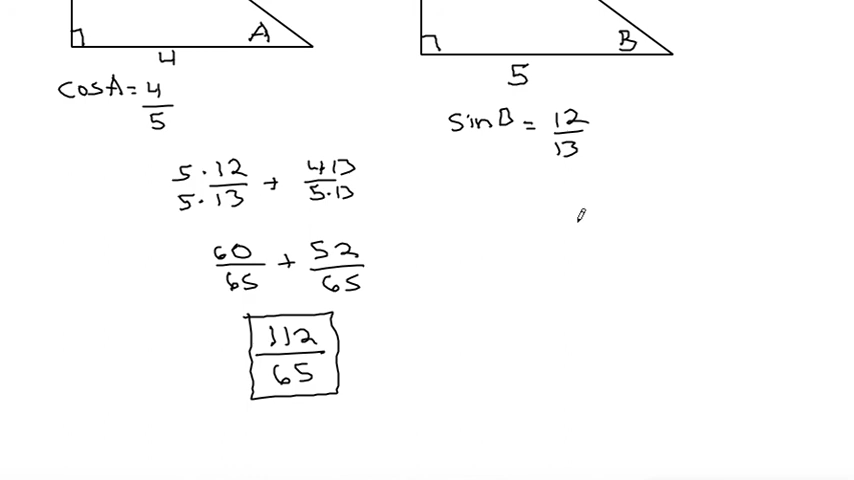 A
4
cosA = 4/5
B
5
sinB = 12/13
5·12/5·13 + 4·13/5·13
60/65 + 52/65
112/65